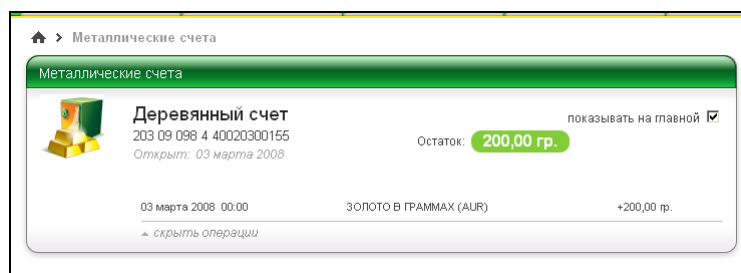 Металлические счета
Металлические счета
Деревянный счет
показывать на главной
203 09 098 4 40020300155
Остаток: 200,00 гр.
Открыт: 03 марта 2008
03 марта 2008 00:00 ЗОЛОТО В ГРАММАХ (AUR) +200,00 гр.
скрыть операции